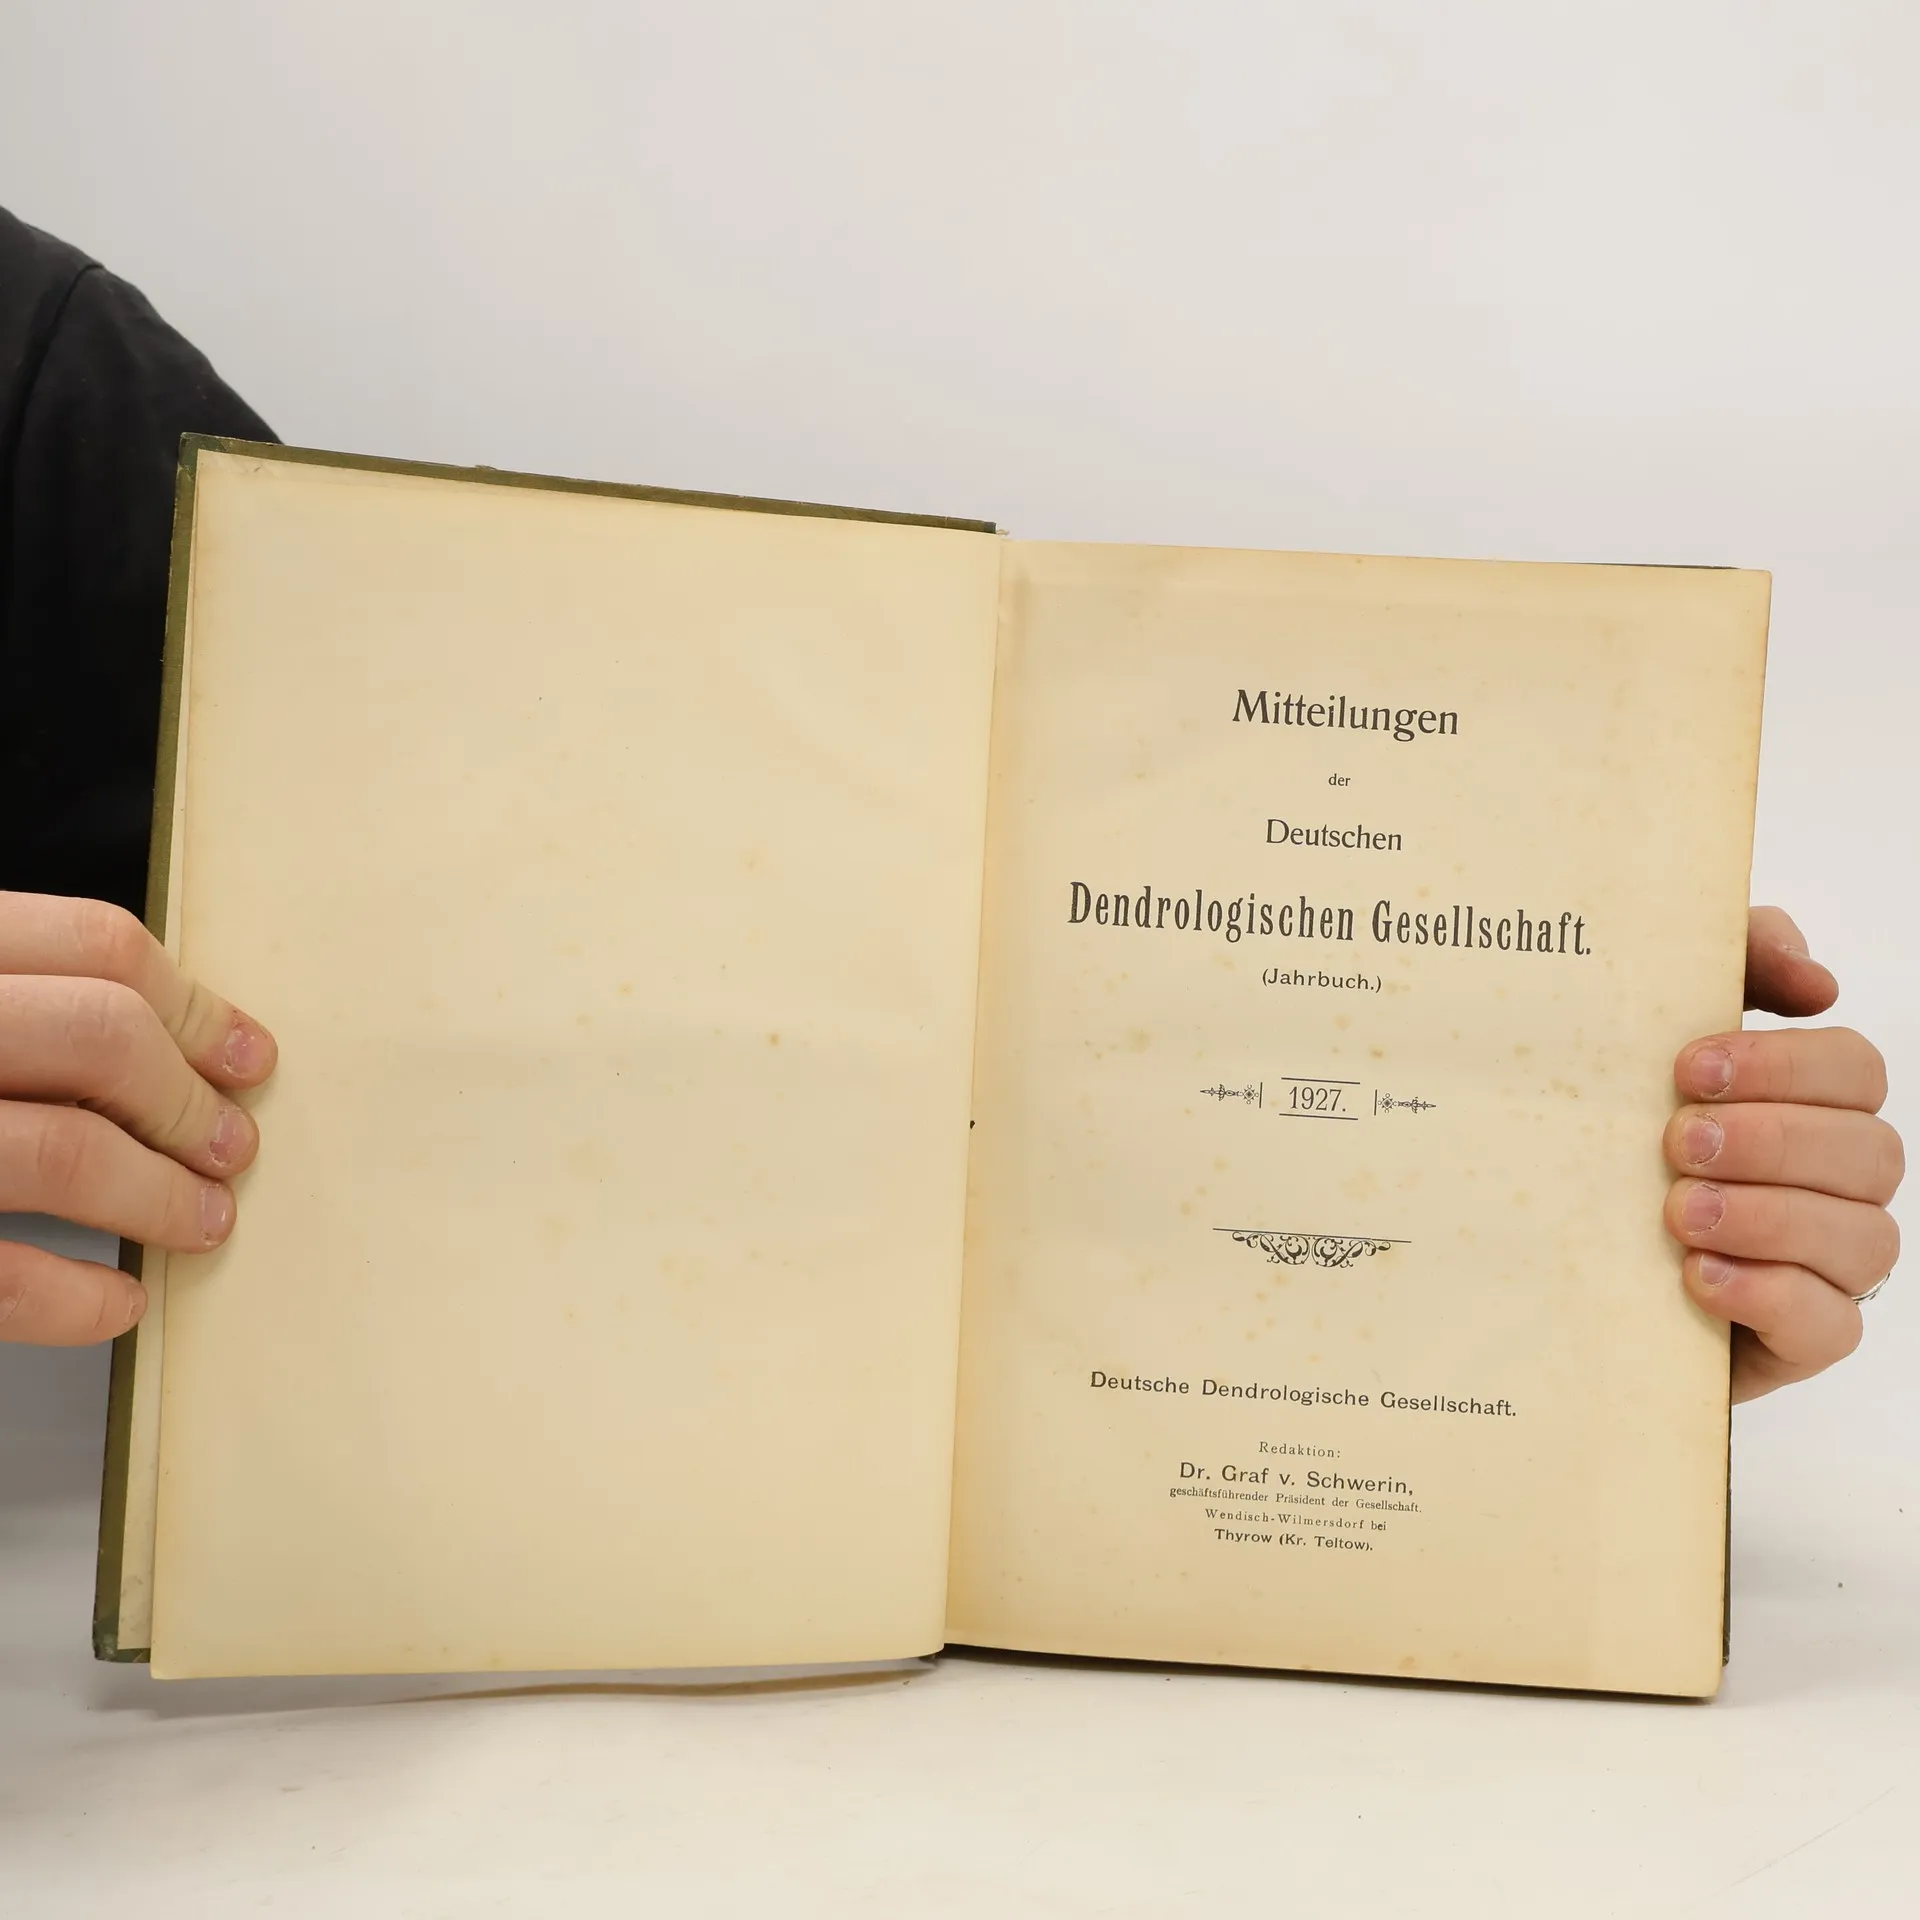 Mitteilungen
der
Deutschen
Dendrologischen Gesellschaft.
(Jahrbuch.)
1927.
Deutsche Dendrologische Gesellschaft.
Redaktion:
Dr. Graf v. Schwerin,
geschäftsführender Präsident der Gesellschaft.
Wendisch-Wilmersdorf bei
Thyrow (Kr. Teltow).